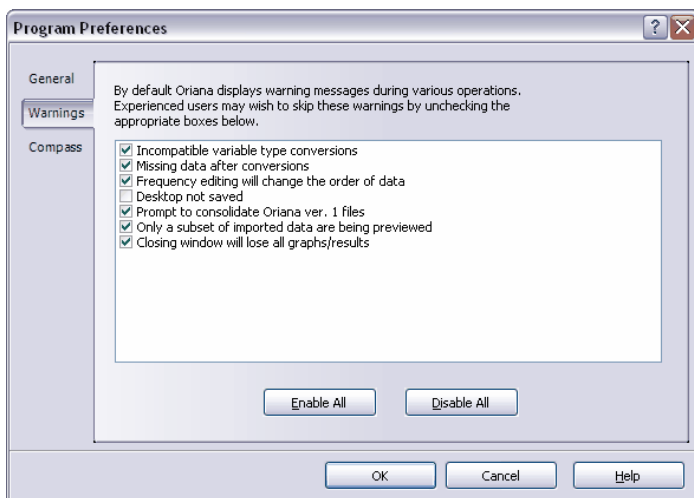 Program Preferences
General
Warnings
Compass
By default Oriana displays warning messages during various operations.
Experienced users may wish to skip these warnings by unchecking the
appropriate boxes below.
Incompatible variable type conversions
Missing data after conversions
Frequency editing will change the order of data
Desktop not saved
Prompt to consolidate Oriana ver. 1 files
Only a subset of imported data are being previewed
Closing window will lose all graphs/results
Enable All Disable All
OK Cancel Help